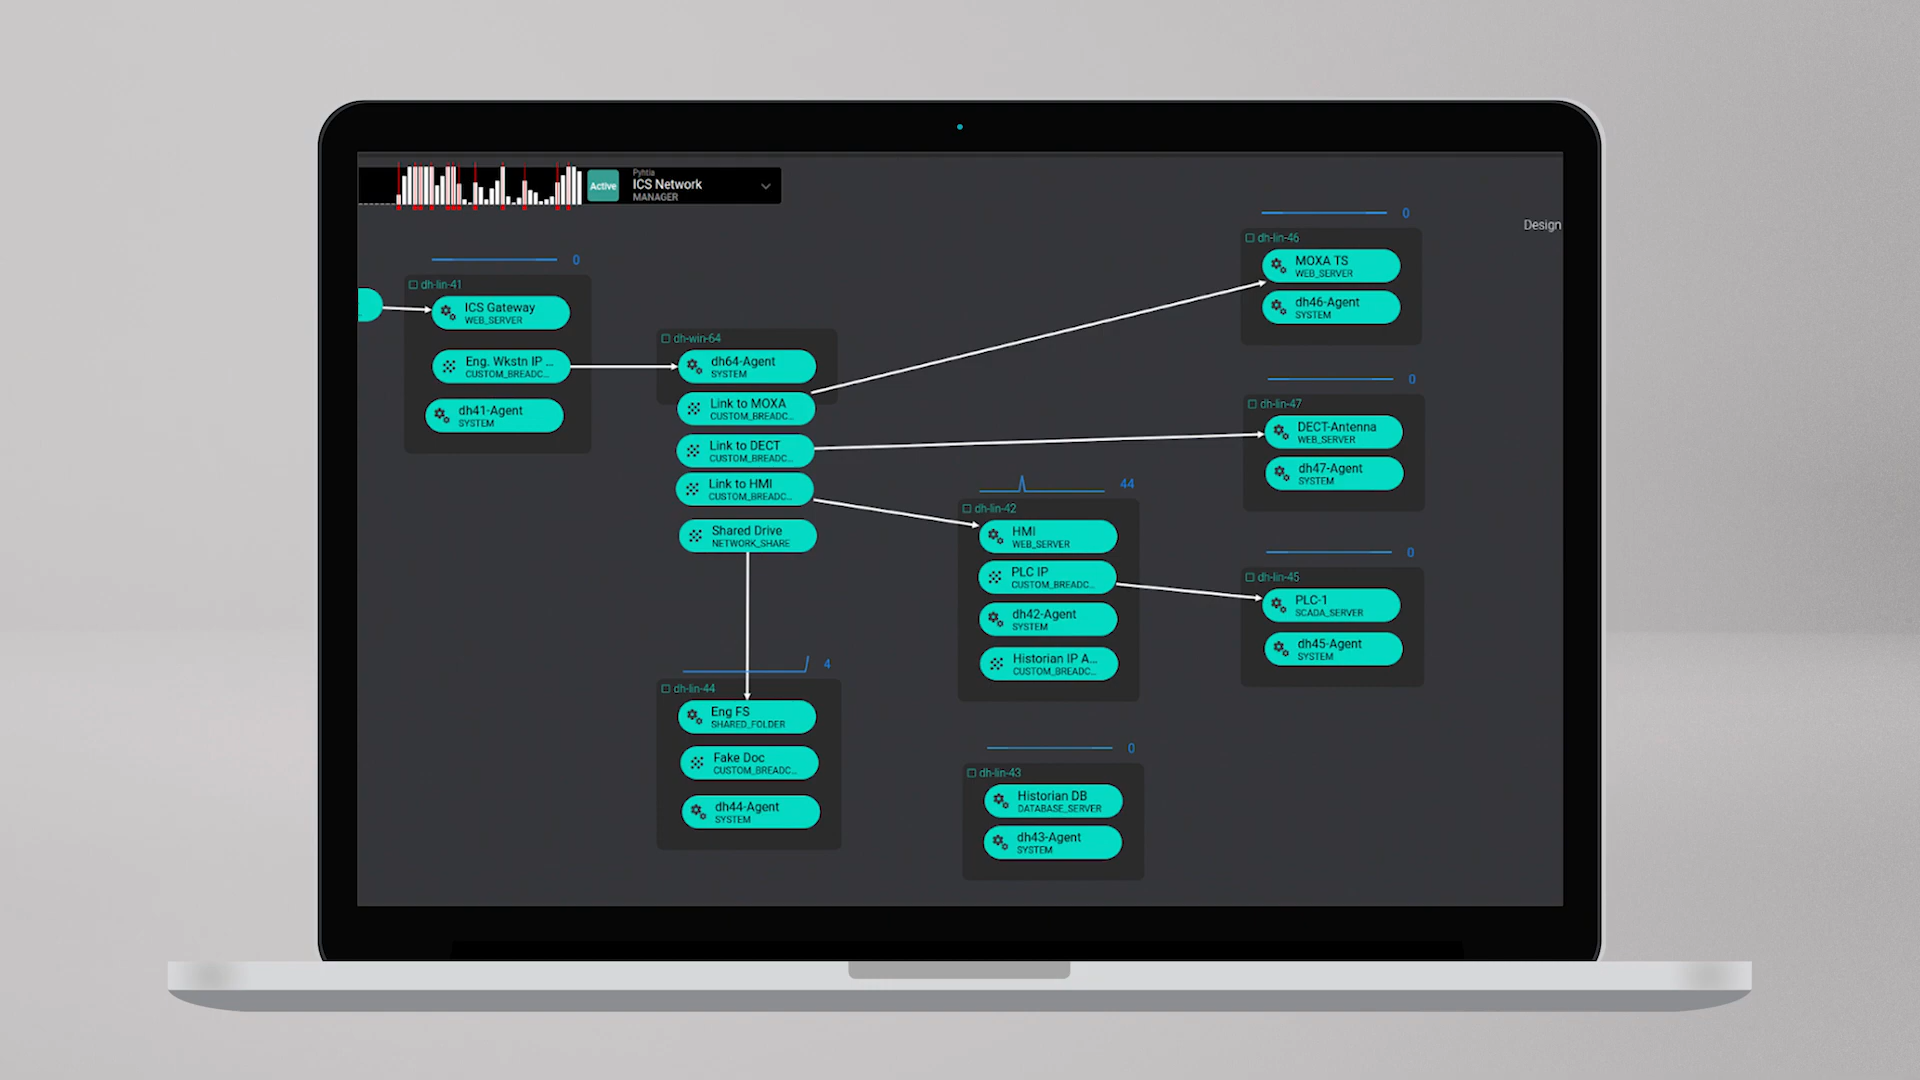 Active
Pyhtia
ICS Network
MANAGER
Design
0
dh-lin-41
ICS Gateway
WEB_SERVER
Eng. Wkstn IP ...
CUSTOM_BREADC...
dh41-Agent
SYSTEM
dh-win-64
dh64-Agent
SYSTEM
Link to MOXA
CUSTOM_BREADC...
Link to DECT
CUSTOM_BREADC...
Link to HMI
CUSTOM_BREADC...
Shared Drive
NETWORK_SHARE
4
dh-lin-44
Eng FS
SHARED_FOLDER
Fake Doc
CUSTOM_BREADC...
dh44-Agent
SYSTEM
44
dh-lin-42
HMI
WEB_SERVER
PLC IP
CUSTOM_BREADC...
dh42-Agent
SYSTEM
Historian IP A...
CUSTOM_BREADC...
0
dh-lin-43
Historian DB
DATABASE_SERVER
dh43-Agent
SYSTEM
0
dh-lin-46
MOXA TS
WEB_SERVER
dh46-Agent
SYSTEM
0
dh-lin-47
DECT-Antenna
WEB_SERVER
dh47-Agent
SYSTEM
0
dh-lin-45
PLC-1
SCADA_SERVER
dh45-Agent
SYSTEM